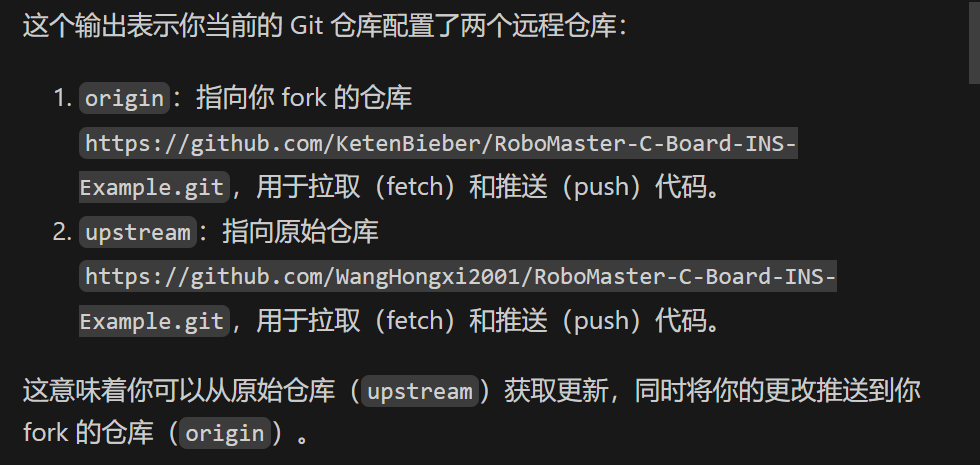 这个输出表示你当前的 Git 仓库配置了两个远程仓库：
1. origin：指向你 fork 的仓库
https://github.com/KetenBieber/RoboMaster-C-Board-INS-
Example.git，用于拉取（fetch）和推送（push）代码。
2. upstream：指向原始仓库
https://github.com/WangHongxi2001/RoboMaster-C-Board-INS-
Example.git，用于拉取（fetch）和推送（push）代码。
这意味着你可以从原始仓库（upstream）获取更新，同时将你的更改推送到你
fork 的仓库（origin）。